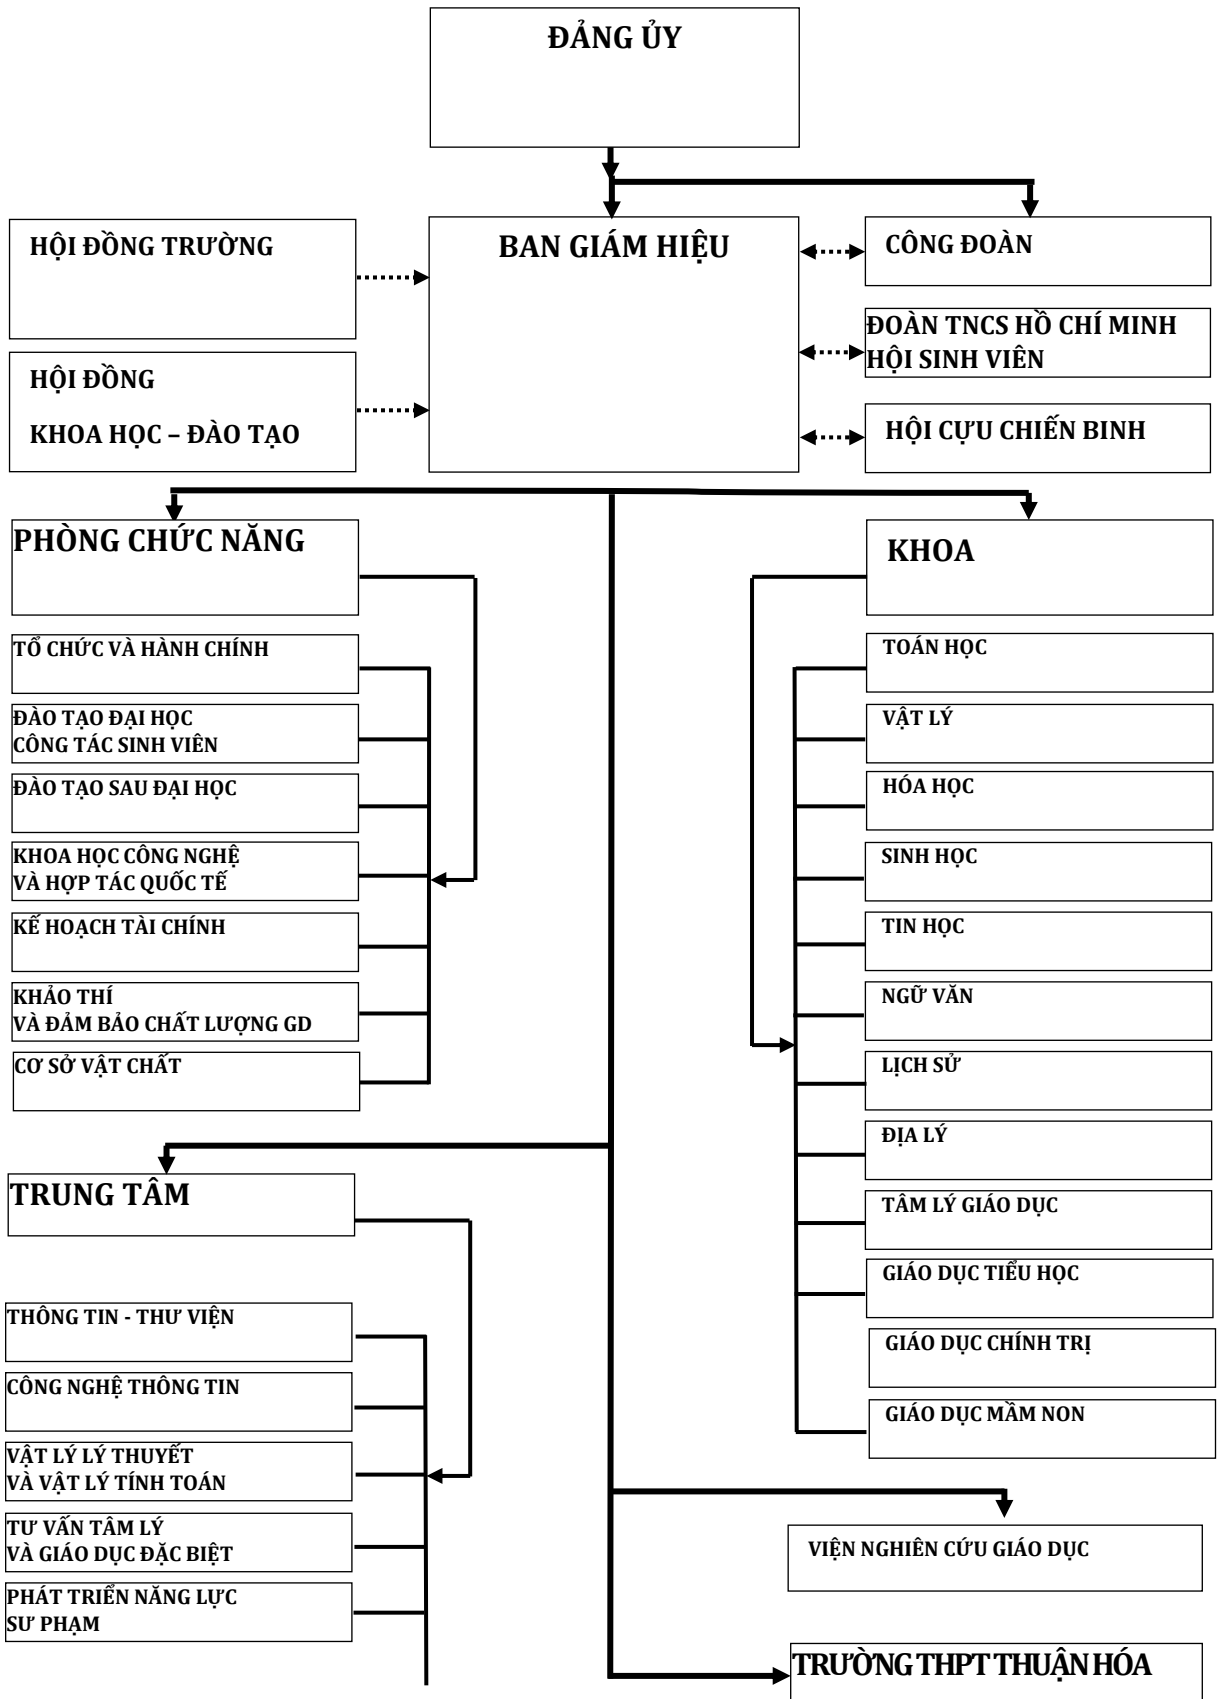 ĐẢNG ỦY
HỘI ĐỒNG TRƯỜNG
BAN GIÁM HIỆU
CÔNG ĐOÀN
ĐOÀN TNCS HỒ CHÍ MINH
HỘI SINH VIÊN
HỘI ĐỒNG
KHOA HỌC – ĐÀO TẠO
HỘI CỰU CHIẾN BINH
PHÒNG CHỨC NĂNG
TỔ CHỨC VÀ HÀNH CHÍNH
ĐÀO TẠO ĐẠI HỌC
CÔNG TÁC SINH VIÊN
ĐÀO TẠO SAU ĐẠI HỌC
KHOA HỌC CÔNG NGHỆ
VÀ HỢP TÁC QUỐC TẾ
KẾ HOẠCH TÀI CHÍNH
KHẢO THÍ
VÀ ĐẢM BẢO CHẤT LƯỢNG GD
CƠ SỞ VẬT CHẤT
KHOA
TOÁN HỌC
VẬT LÝ
HÓA HỌC
SINH HỌC
TIN HỌC
NGỮ VĂN
LỊCH SỬ
ĐỊA LÝ
TÂM LÝ GIÁO DỤC
GIÁO DỤC TIỂU HỌC
GIÁO DỤC CHÍNH TRỊ
GIÁO DỤC MẦM NON
TRUNG TÂM
THÔNG TIN - THƯ VIỆN
CÔNG NGHỆ THÔNG TIN
VẬT LÝ LÝ THUYẾT
VÀ VẬT LÝ TÍNH TOÁN
TƯ VẤN TÂM LÝ
VÀ GIÁO DỤC ĐẶC BIỆT
PHÁT TRIỂN NĂNG LỰC
SƯ PHẠM
VIỆN NGHIÊN CỨU GIÁO DỤC
TRƯỜNG THPT THUẬN HÓA